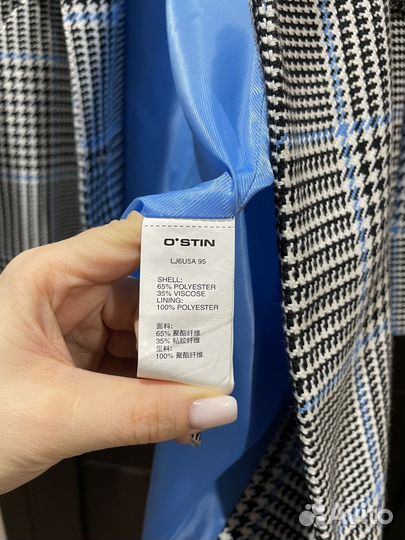 O'STIN
LJ6U5A 95
SHELL:
65% POLYESTER
35% VISCOSE
LINING:
100% POLYESTER
面料:
65% 聚酯纤维
35% 粘胶纤维
里料:
100% 聚酯纤维
Avito